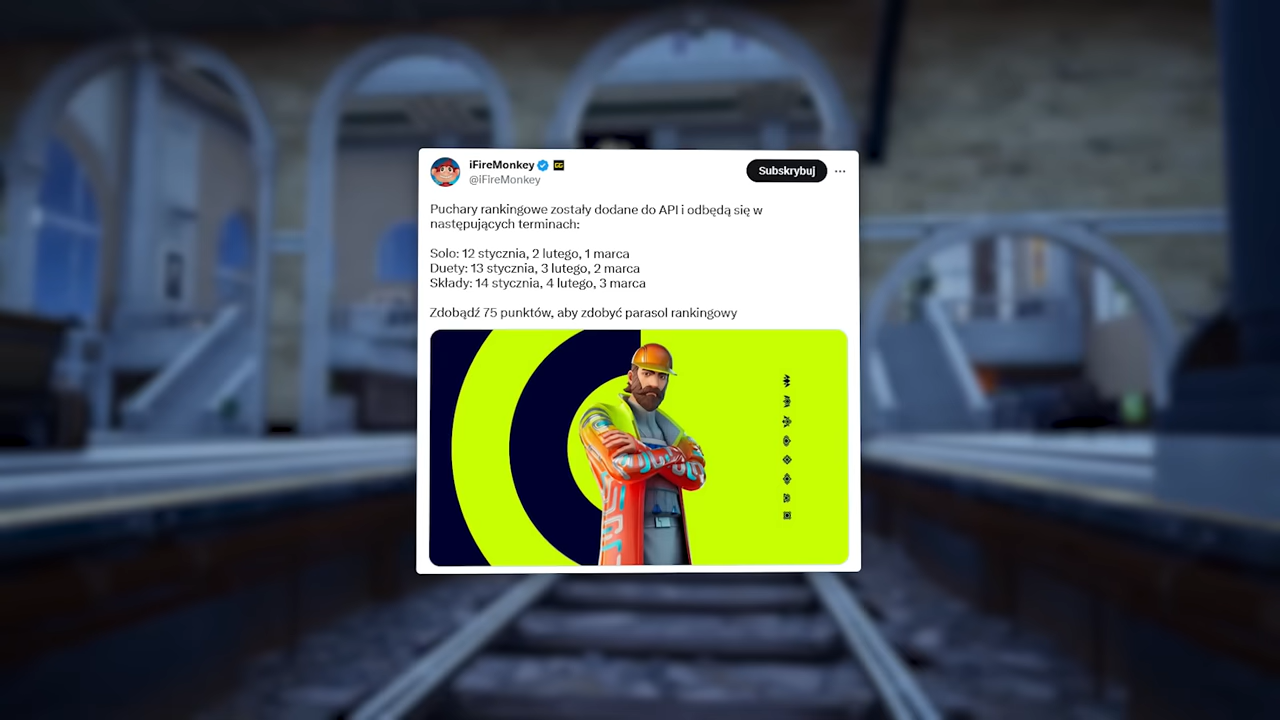 iFireMonkey
@iFireMonkey
Subskrybuj
Puchary rankingowe zostały dodane do API i odbędą się w
następujących terminach:
Solo: 12 stycznia, 2 lutego, 1 marca
Duety: 13 stycznia, 3 lutego, 2 marca
Składy: 14 stycznia, 4 lutego, 3 marca
Zdobądź 75 punktów, aby zdobyć parasol rankingowy